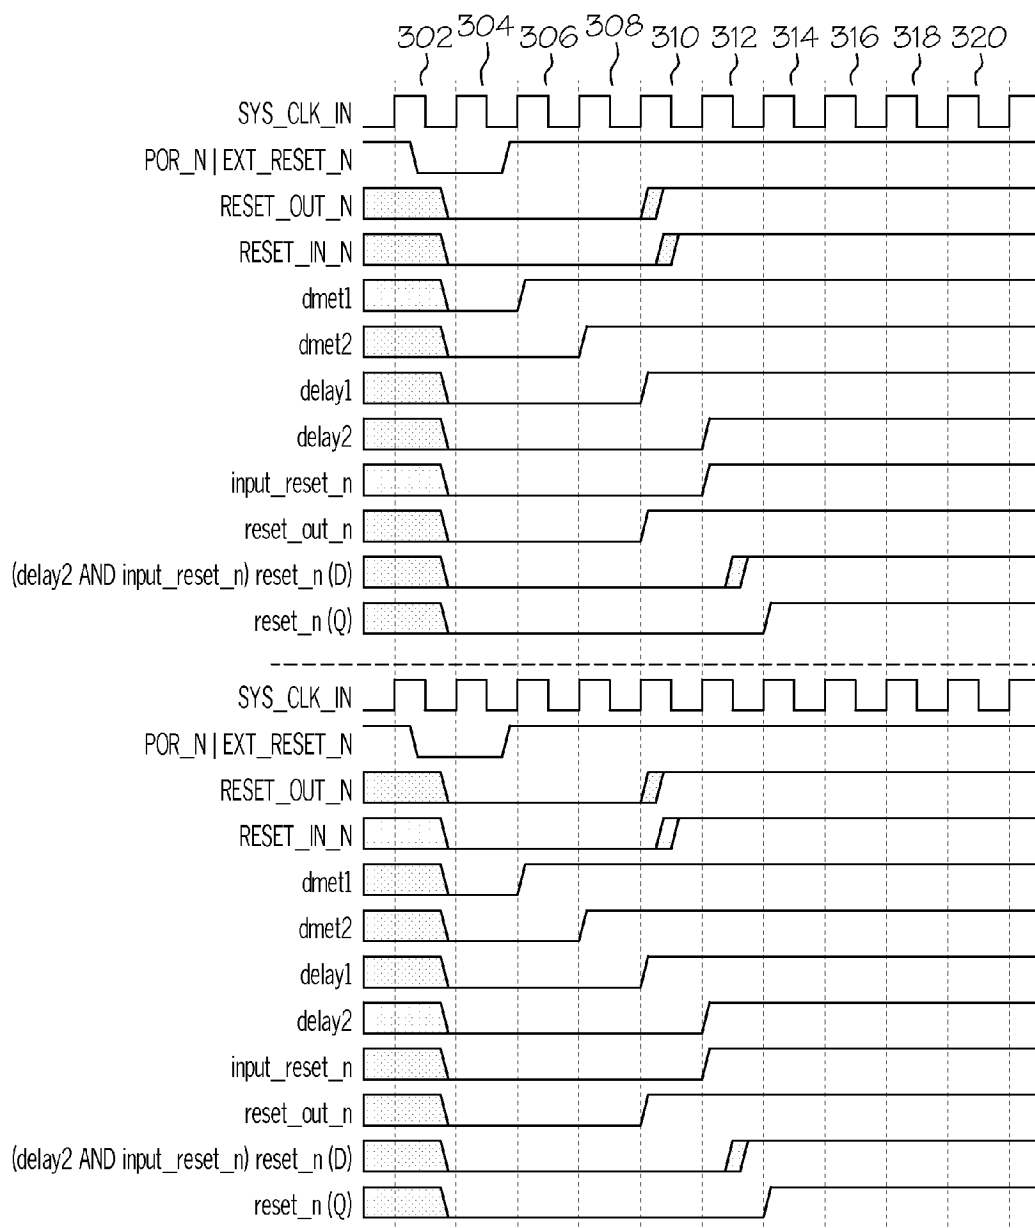 302 304 306 308 310 312 314 316 318 320
SYS_CLK_IN
POR_N | EXT_RESET_N
RESET_OUT_N
RESET_IN_N
dmet1
dmet2
delay1
delay2
input_reset_n
reset_out_n
(delay2 AND input_reset_n) reset_n (D)
reset_n (Q)
SYS_CLK_IN
POR_N | EXT_RESET_N
RESET_OUT_N
RESET_IN_N
dmet1
dmet2
delay1
delay2
input_reset_n
reset_out_n
(delay2 AND input_reset_n) reset_n (D)
reset_n (Q)